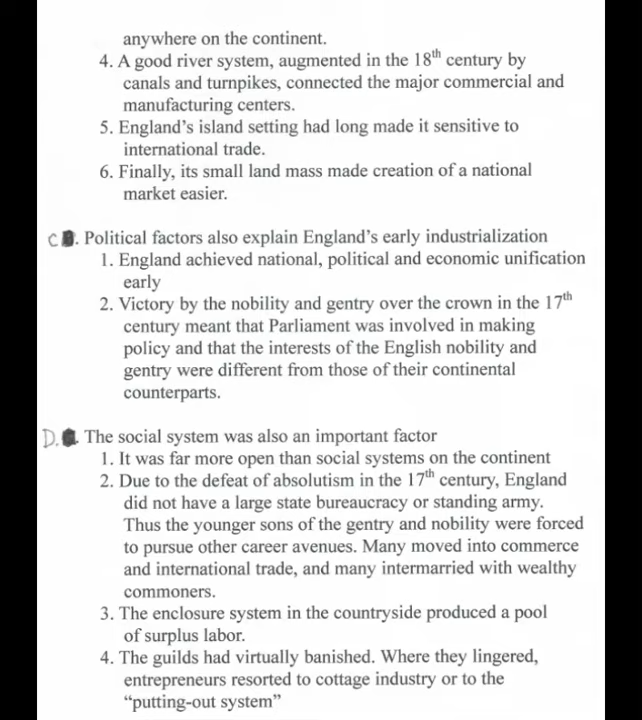 anywhere on the continent.
4. A good river system, augmented in the 18th century by
canals and turnpikes, connected the major commercial and
manufacturing centers.
5. England's island setting had long made it sensitive to
international trade.
6. Finally, its small land mass made creation of a national
market easier.
C. Political factors also explain England's early industrialization
1. England achieved national, political and economic unification
early
2. Victory by the nobility and gentry over the crown in the 17th
century meant that Parliament was involved in making
policy and that the interests of the English nobility and
gentry were different from those of their continental
counterparts.
D. The social system was also an important factor
1. It was far more open than social systems on the continent
2. Due to the defeat of absolutism in the 17th century, England
did not have a large state bureaucracy or standing army.
Thus the younger sons of the gentry and nobility were forced
to pursue other career avenues. Many moved into commerce
and international trade, and many intermarried with wealthy
commoners.
3. The enclosure system in the countryside produced a pool
of surplus labor.
4. The guilds had virtually banished. Where they lingered,
entrepreneurs resorted to cottage industry or to the
"putting-out system"